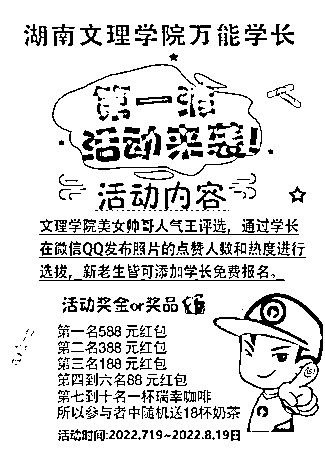 湖南文理学院万能学长
第一弹
活动来袭!
活动内容
文理学院美女帅哥人气王评选，通过学长
在微信QQ发布照片的点赞人数和热度进行
选拔，新老生皆可添加学长免费报名。
活动奖金or奖品
第一名588 元红包
第二名388 元红包
第三名188 元红包
第四到六名88 元红包
第七到十名一杯瑞幸咖啡
所以参与者中随机送18杯奶茶
活动时间:2022.7.19~2022.8.19日